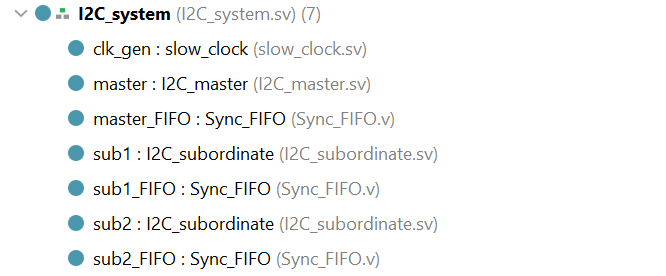 I2C_system (I2C_system.sv) (7)
clk_gen : slow_clock (slow_clock.sv)
master : I2C_master (I2C_master.sv)
master_FIFO : Sync_FIFO (Sync_FIFO.v)
sub1 : I2C_subordinate (I2C_subordinate.sv)
sub1_FIFO : Sync_FIFO (Sync_FIFO.v)
sub2 : I2C_subordinate (I2C_subordinate.sv)
sub2_FIFO : Sync_FIFO (Sync_FIFO.v)